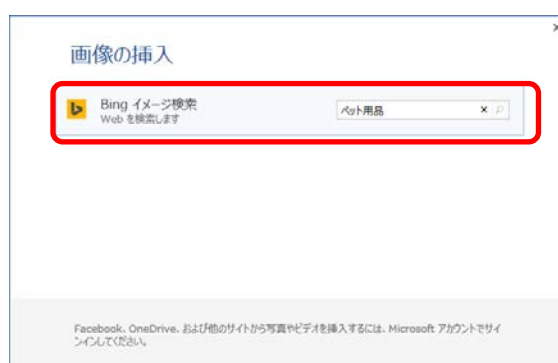 画像の挿入
Bing イメージ検索
Web を検索します
ペット用品
Facebook、OneDrive、および他のサイトから写真やビデオを挿入するには、Microsoft アカウントでサイ
ンインしてください。